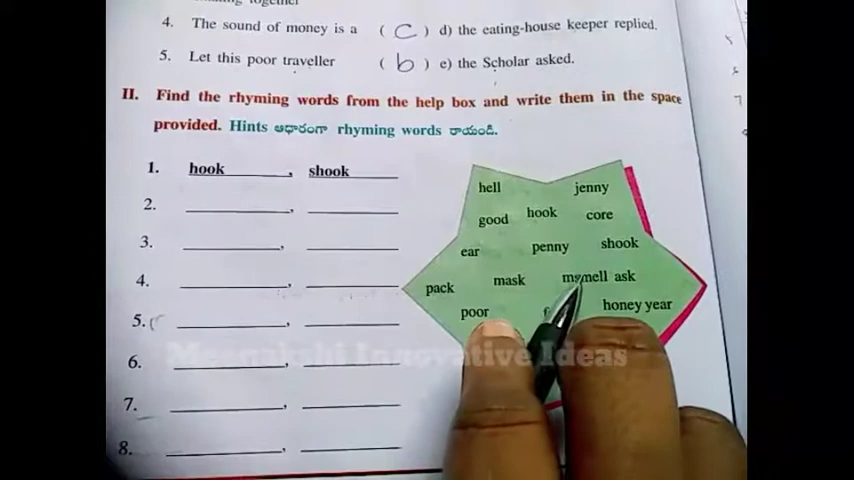 4. The sound of money is a ( C ) d) the eating-house keeper replied.
5. Let this poor traveller ( b ) e) the Scholar asked.
II. Find the rhyming words from the help box and write them in the space
provided. Hints ఆధారంగా rhyming words రాయండి.
1. hook , shook
2. ,
3. ,
4. ,
5. ,
6. ,
7. ,
8. ,
hell jenny
good hook core
ear penny shook
pack mask msmell ask
poor honey year
Meenakshi Innovative Ideas